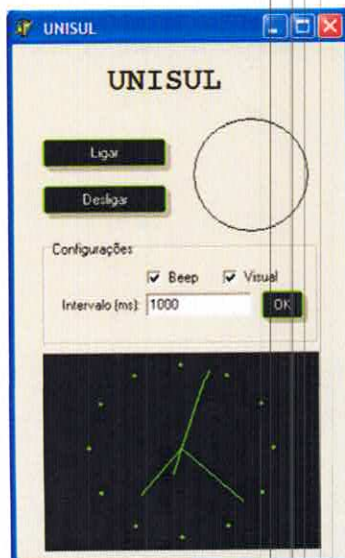 UNISUL
UNISUL
Ligar
Desligar
Configurações
Beep Visual
Intervalo (ms): 1000 OK